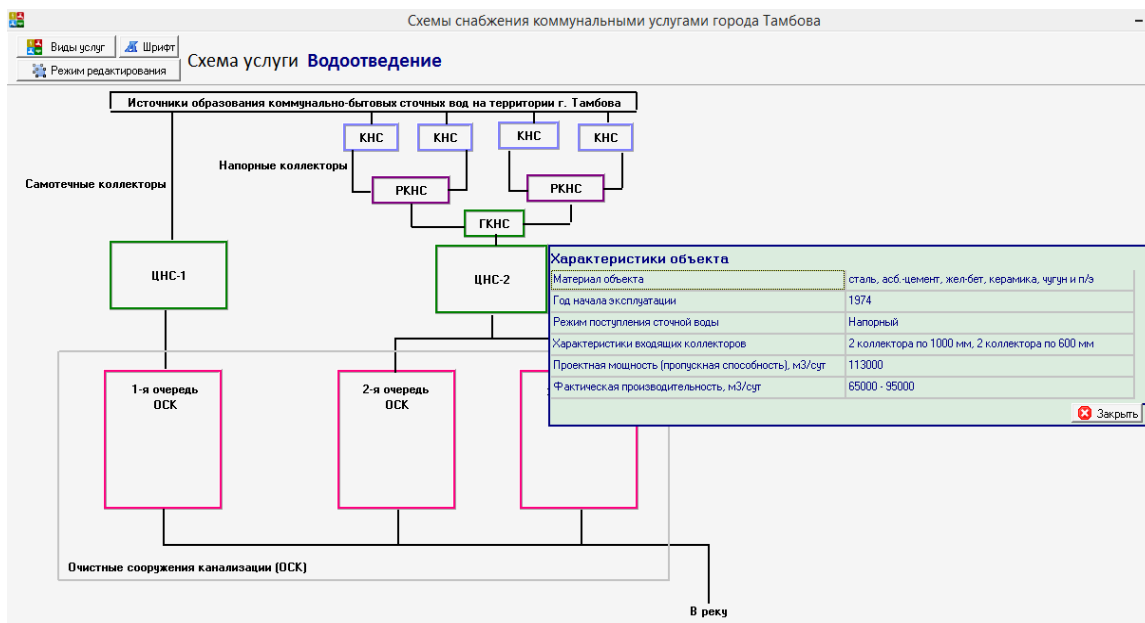 Схемы снабжения коммунальными услугами города Тамбова
Виды услуг
Шрифт
Режим редактирования
Схема услуги Водоотведение
Источники образования коммунально-бытовых сточных вод на территории г. Тамбова
КНС
КНС
КНС
КНС
Напорные коллекторы
Самотечные коллекторы
РКНС
РКНС
ГКНС
ЦНС-1
ЦНС-2
Характеристики объекта
Материал объекта сталь, асб.-цемент, жел-бет, керамика, чугун и п/э
Год начала эксплуатации 1974
Режим поступления сточной воды Напорный
Характеристики входящих коллекторов 2 коллектора по 1000 мм, 2 коллектора по 600 мм
Проектная мощность (пропускная способность), м3/сут 113000
Фактическая производительность, м3/сут 65000 - 95000
Закрыть
1-я очередь
ОСК
2-я очередь
ОСК
Очистные сооружения канализации (ОСК)
В реку